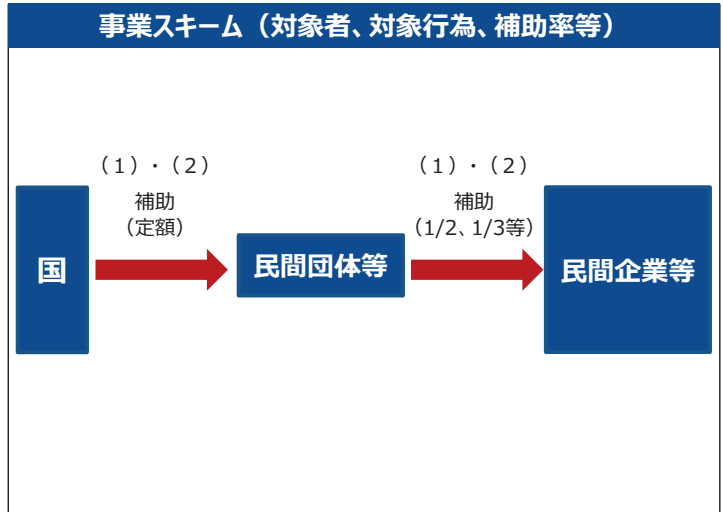 事業スキーム（対象者、対象行為、補助率等）
（１）・（２）
補助
（定額）
（１）・（２）
補助
（1/2、1/3等）
国
民間団体等
民間企業等